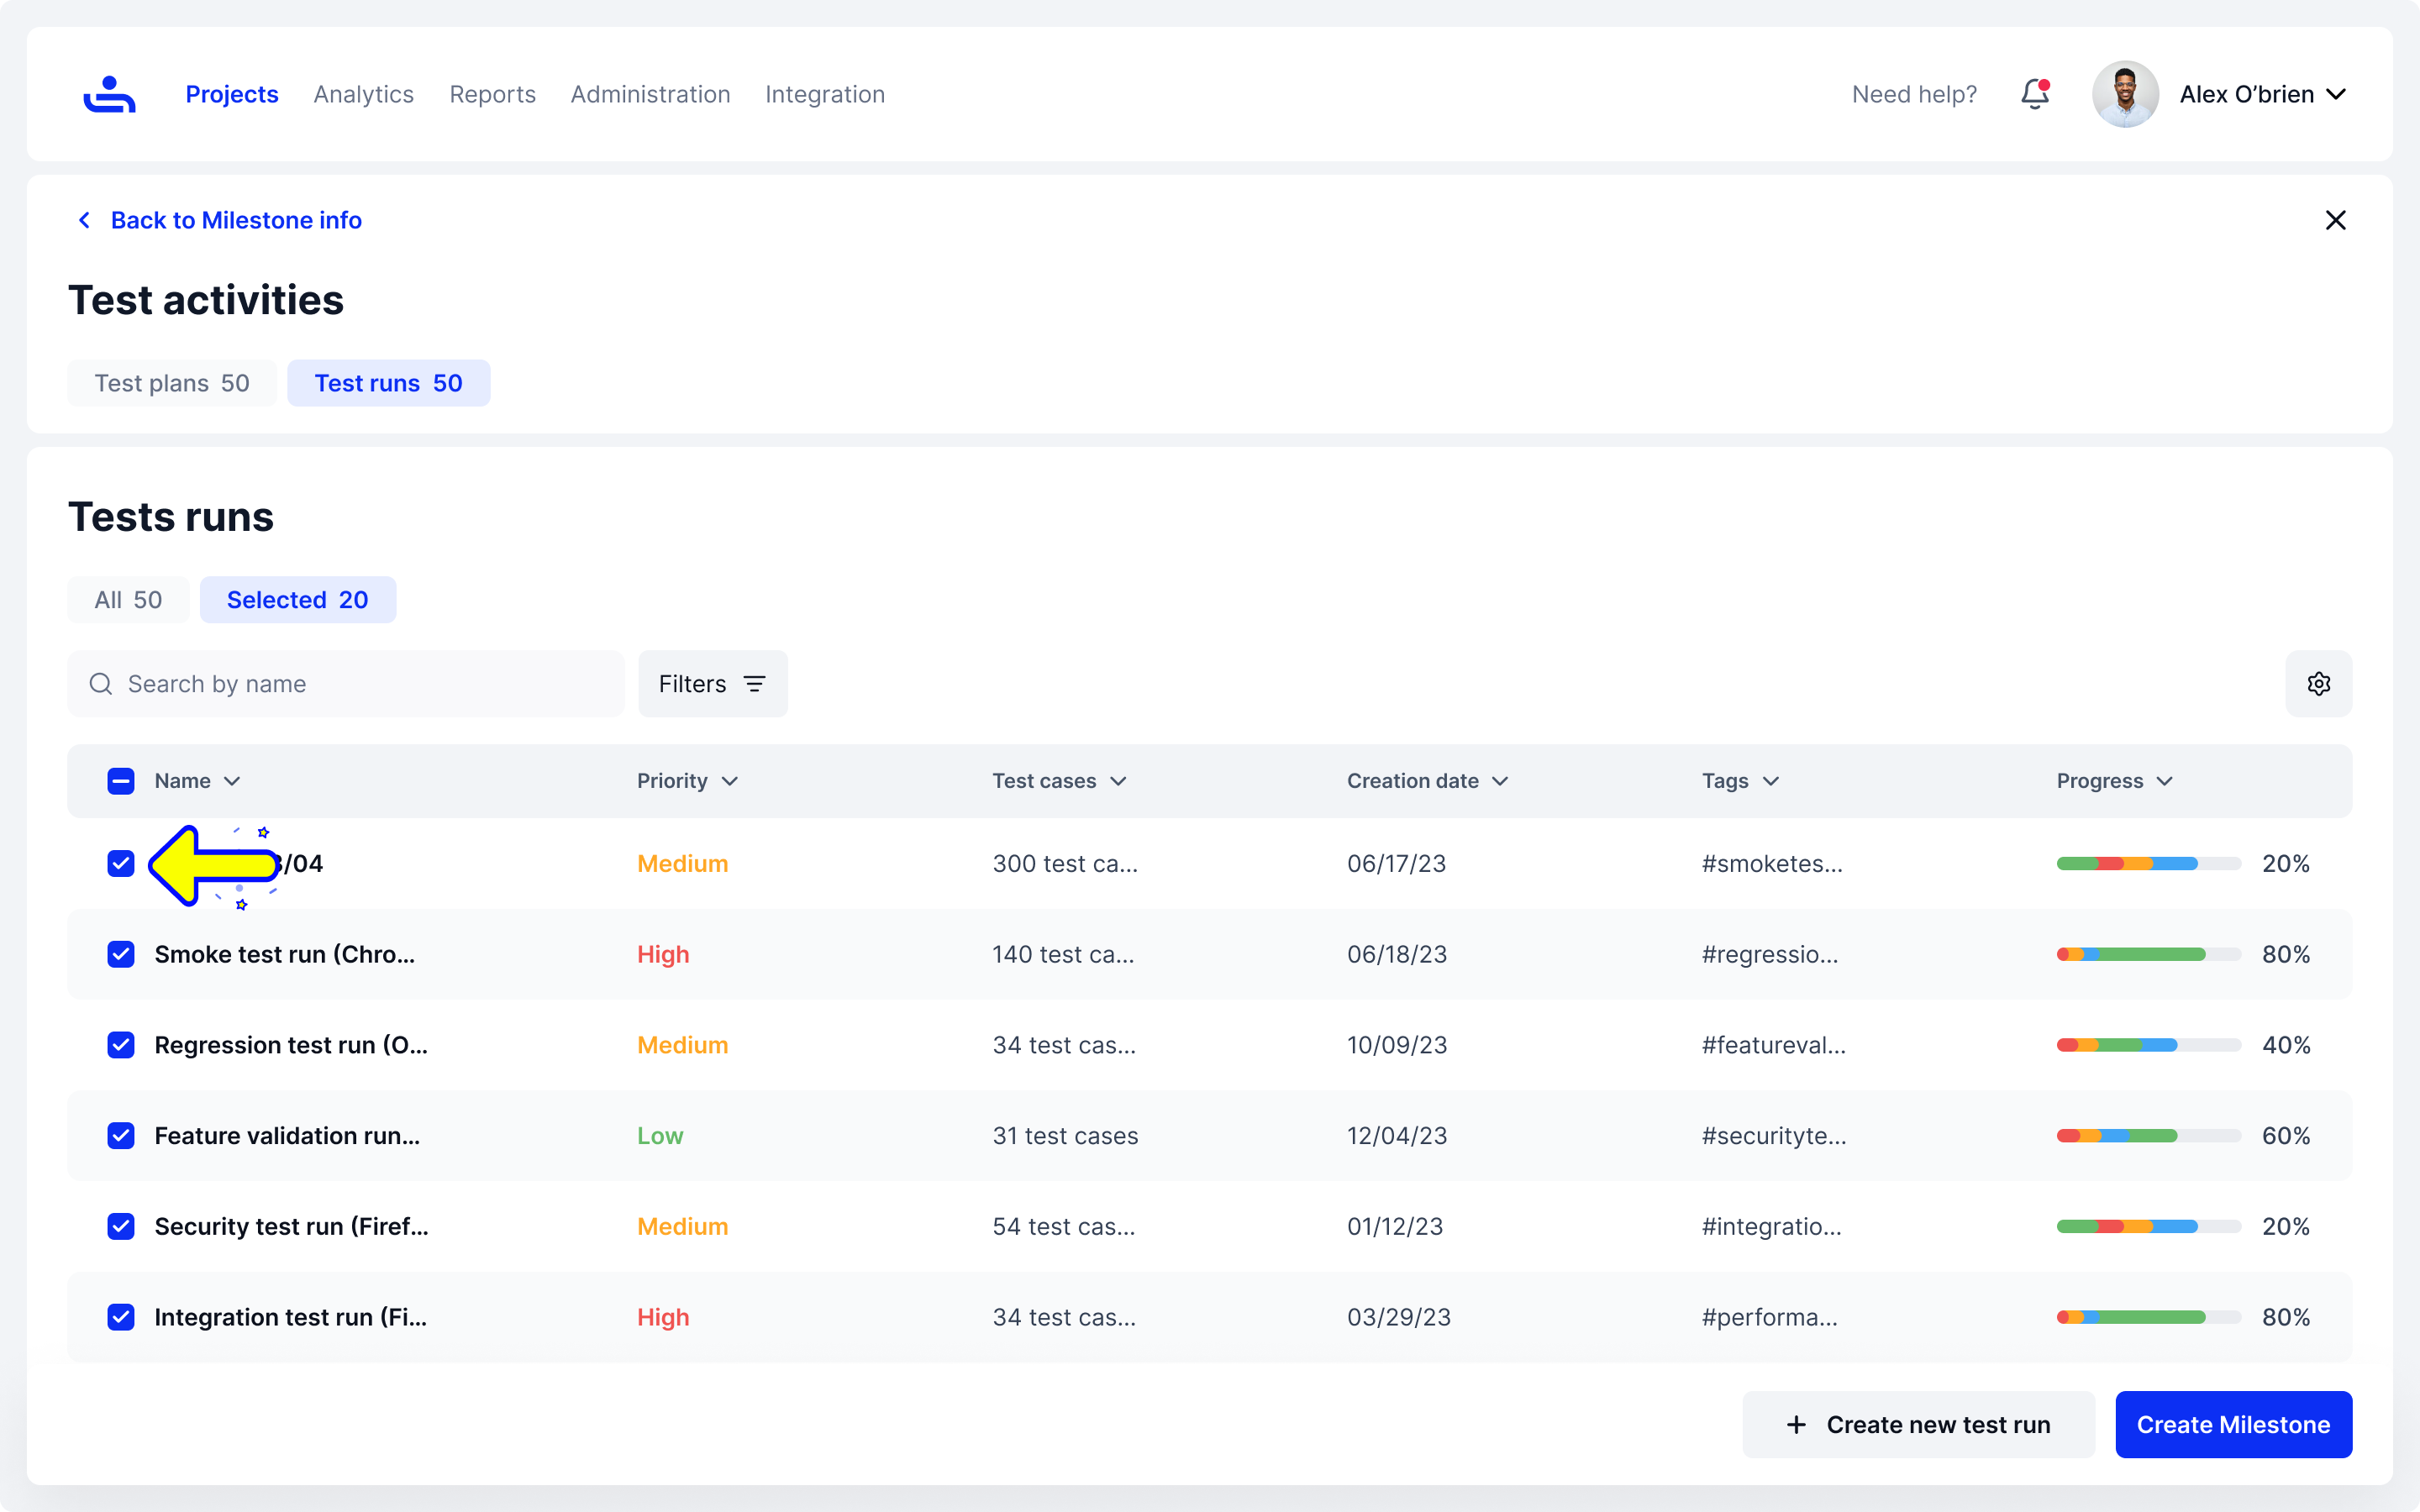 Projects Analytics Reports Administration Integration Need help? Alex O’brien
Back to Milestone info
Test activities
Test plans 50 Test runs 50
Tests runs
All 50 Selected 20
Search by name Filters
Name Priority Test cases Creation date Tags Progress
/04 Medium 300 test ca... 06/17/23 #smoketes... 20%
Smoke test run (Chro... High 140 test ca... 06/18/23 #regressio... 80%
Regression test run (O... Medium 34 test cas... 10/09/23 #featureval... 40%
Feature validation run... Low 31 test cases 12/04/23 #securityte... 60%
Security test run (Firef... Medium 54 test cas... 01/12/23 #integratio... 20%
Integration test run (Fi... High 34 test cas... 03/29/23 #performa... 80%
Create new test run Create Milestone